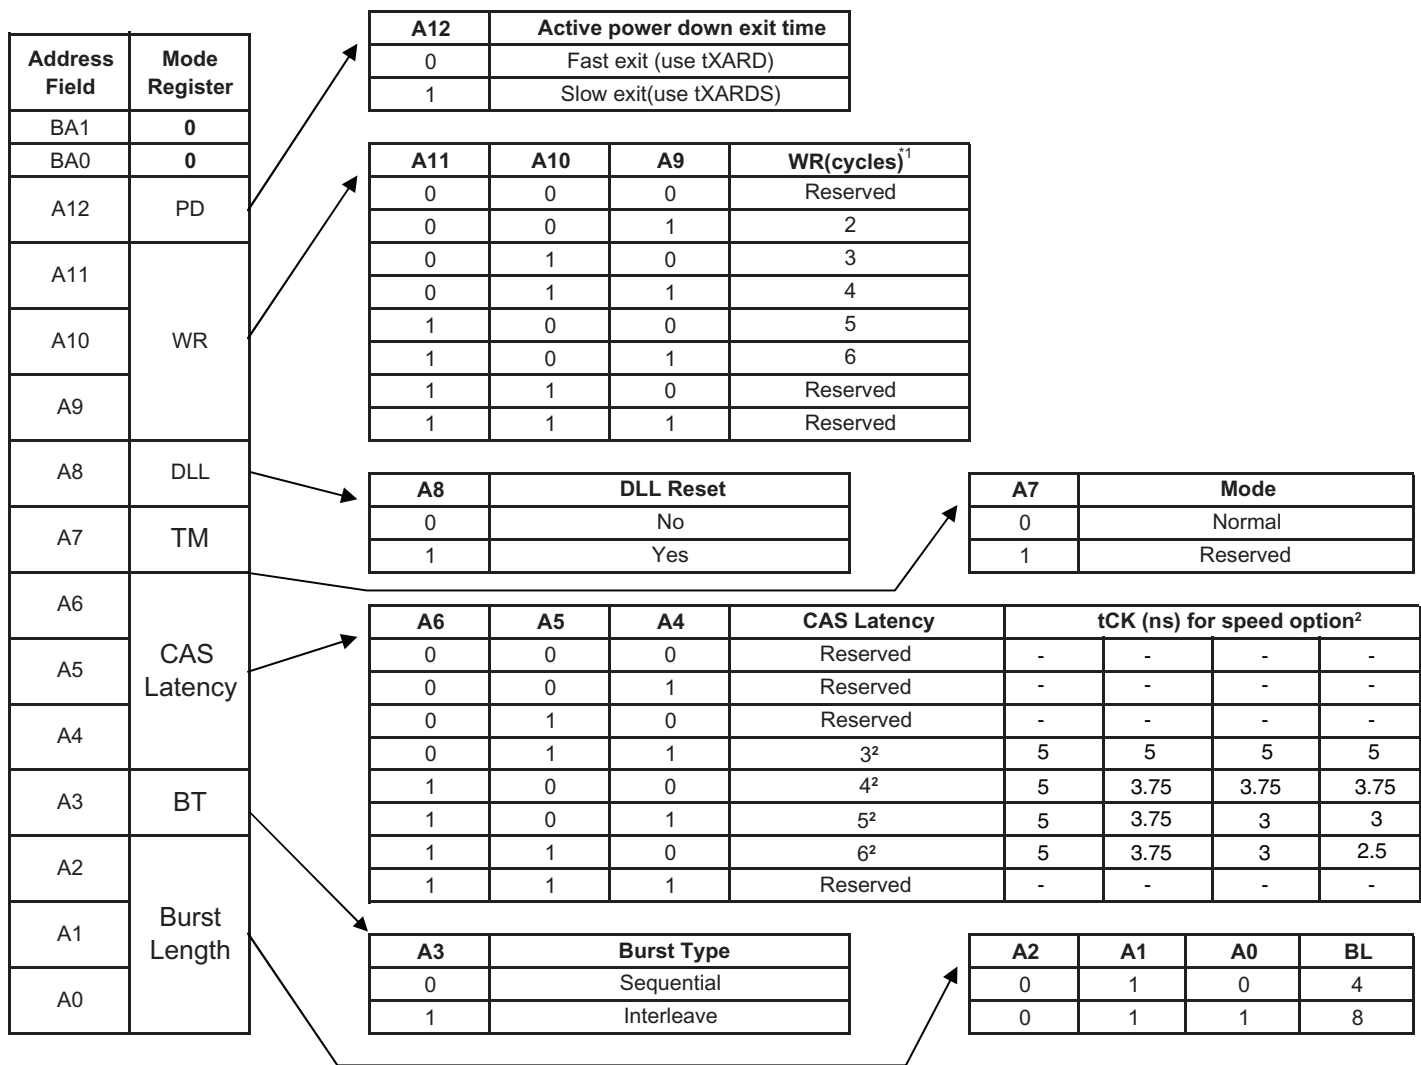 Address Field | Mode Register
BA1 | 0
BA0 | 0
A12 | PD
A11
A10 | WR
A9
A8 | DLL
A7 | TM
A6
A5 | CAS Latency
A4
A3 | BT
A2
A1 | Burst Length
A0
A12 | Active power down exit time
0 | Fast exit (use tXARD)
1 | Slow exit(use tXARDS)
A11 | A10 | A9 | WR(cycles)*1
0 | 0 | 0 | Reserved
0 | 0 | 1 | 2
0 | 1 | 0 | 3
0 | 1 | 1 | 4
1 | 0 | 0 | 5
1 | 0 | 1 | 6
1 | 1 | 0 | Reserved
1 | 1 | 1 | Reserved
A8 | DLL Reset
0 | No
1 | Yes
A7 | Mode
0 | Normal
1 | Reserved
A6 | A5 | A4 | CAS Latency | tCK (ns) for speed option²
0 | 0 | 0 | Reserved | - | - | - | -
0 | 0 | 1 | Reserved | - | - | - | -
0 | 1 | 0 | Reserved | - | - | - | -
0 | 1 | 1 | 3² | 5 | 5 | 5 | 5
1 | 0 | 0 | 4² | 5 | 3.75 | 3.75 | 3.75
1 | 0 | 1 | 5² | 5 | 3.75 | 3 | 3
1 | 1 | 0 | 6² | 5 | 3.75 | 3 | 2.5
1 | 1 | 1 | Reserved | - | - | - | -
A3 | Burst Type
0 | Sequential
1 | Interleave
A2 | A1 | A0 | BL
0 | 1 | 0 | 4
0 | 1 | 1 | 8